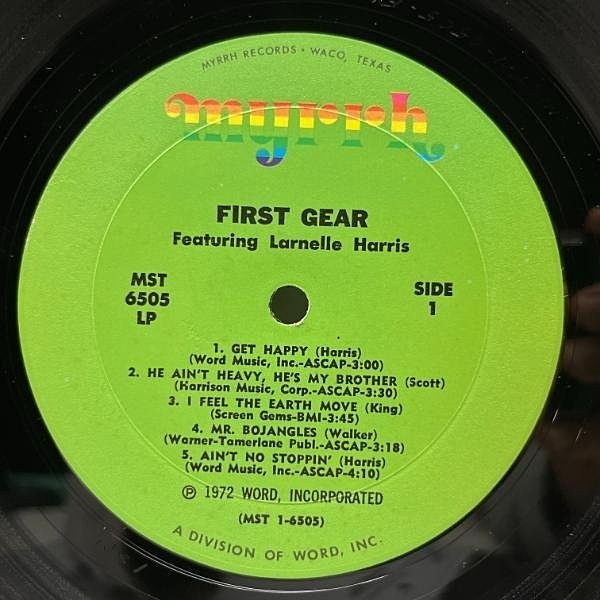 MYRRH RECORDS • WACO, TEXAS
myrrh
FIRST GEAR
Featuring Larnelle Harris
MST
6505
LP
SIDE
1
1. GET HAPPY (Harris)
(Word Music, Inc.-ASCAP-3:00)
2. HE AIN'T HEAVY, HE'S MY BROTHER (Scott)
(Harrison Music, Corp.-ASCAP-3:30)
3. I FEEL THE EARTH MOVE (King)
(Screen Gems-BMI-3:45)
4. MR. BOJANGLES (Walker)
(Warner-Tamerlane Publ.-ASCAP-3:18)
5. AIN'T NO STOPPIN' (Harris)
(Word Music, Inc.-ASCAP-4:10)
℗ 1972 WORD, INCORPORATED
(MST 1-6505)
A DIVISION OF WORD, INC.